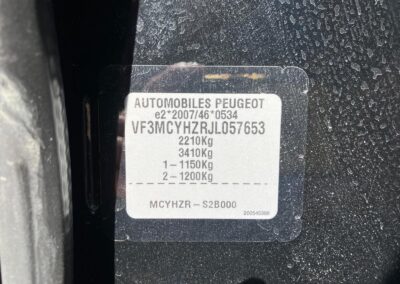 AUTOMOBILES PEUGEOT
e2*2007/46*0534
VF3MCYHZRJL057653
2210Kg
3410Kg
1-1150Kg
2-1200Kg
MCYHZR-S2B000